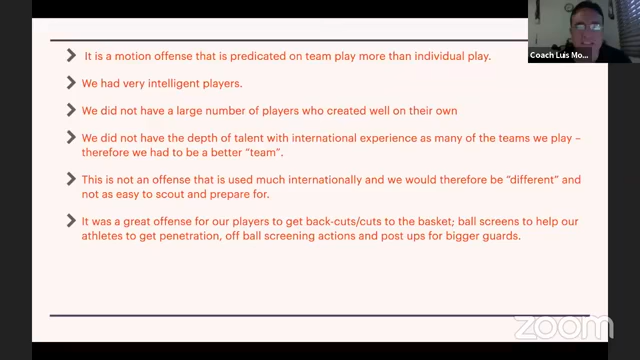 Coach Luis Mo...
It is a motion offense that is predicated on team play more than individual play.
We had very intelligent players.
We did not have a large number of players who created well on their own
We did not have the depth of talent with international experience as many of the teams we play –
therefore we had to be a better “team”.
This is not an offense that is used much internationally and we would therefore be “different” and
not as easy to scout and prepare for.
It was a great offense for our players to get back-cuts/cuts to the basket; ball screens to help our
athletes to get penetration, off ball screening actions and post ups for bigger guards.
zoom